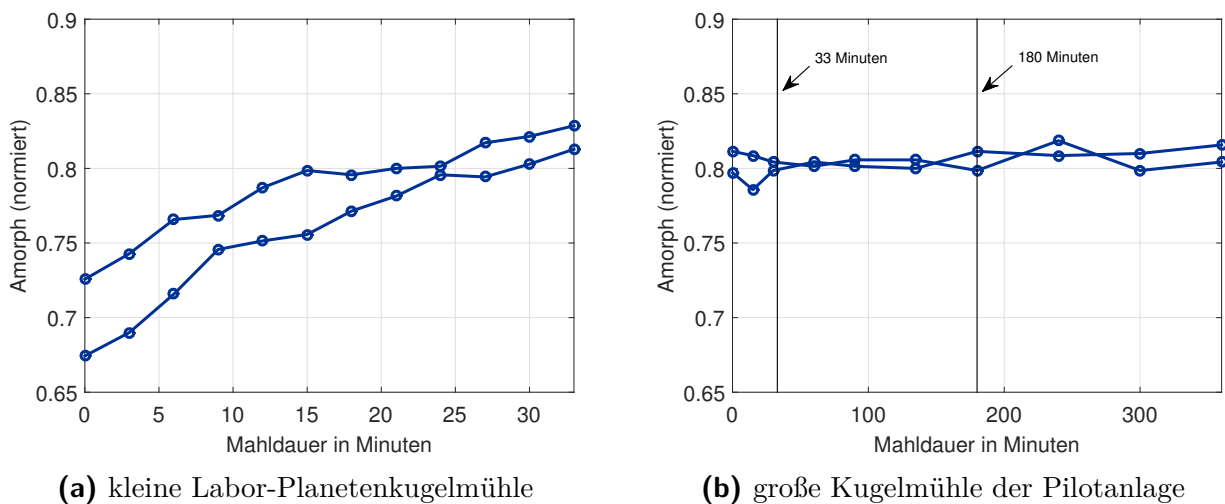 0.9
0.85
0.8
0.75
0.7
0.65
Amorph (normiert)
0 5 10 15 20 25 30
Mahldauer in Minuten
(a) kleine Labor-Planetenkugelmühle
0.9
0.85
0.8
0.75
0.7
0.65
Amorph (normiert)
33 Minuten
180 Minuten
0 100 200 300
Mahldauer in Minuten
(b) große Kugelmühle der Pilotanlage